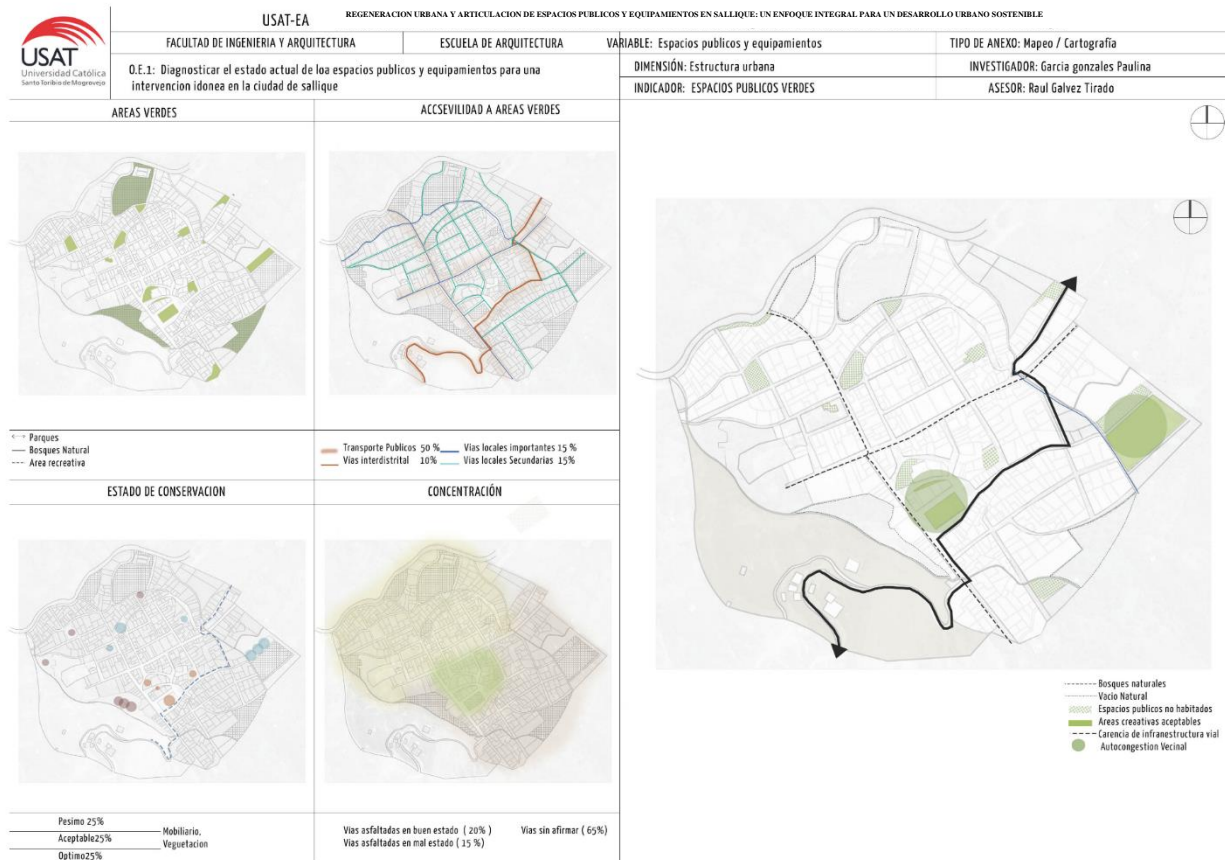 USAT-EA
REGENERACION URBANA Y ARTICULACION DE ESPACIOS PUBLICOS Y EQUIPAMIENTOS EN SALLIQUE: UN ENFOQUE INTEGRAL PARA UN DESARROLLO URBANO SOSTENIBLE
USAT
Universidad Católica
Santo Toribio de Mogrovejo
FACULTAD DE INGENIERIA Y ARQUITECTURA
ESCUELA DE ARQUITECTURA
VARIABLE: Espacios publicos y equipamientos
TIPO DE ANEXO: Mapeo / Cartografía
O.E.1: Diagnosticar el estado actual de loa espacios publicos y equipamientos para una
intervencion idonea en la ciudad de sallique
DIMENSIÓN: Estructura urbana
INVESTIGADOR: Garcia gonzales Paulina
INDICADOR: ESPACIOS PUBLICOS VERDES
ASESOR: Raul Galvez Tirado
AREAS VERDES
ACCSEVILIDAD A AREAS VERDES
Parques
Bosques Natural
Area recreativa
Transporte Publicos 50 %
Vias locales importantes 15 %
Vias interdistrital 10%
Vias locales Secundarias 15%
ESTADO DE CONSERVACION
CONCENTRACIÓN
Pesimo 25%
Aceptable25%
Optimo25%
Mobiliario,
Veguetacion
Vias asfaltadas en buen estado ( 20% )
Vias sin afirmar ( 65%)
Vias asfaltadas en mal estado ( 15 %)
Bosques naturales
Vacio Natural
Espacios publicos no habitados
Areas creaativas aceptables
Carencia de infranestructura vial
Autocongestion Vecinal